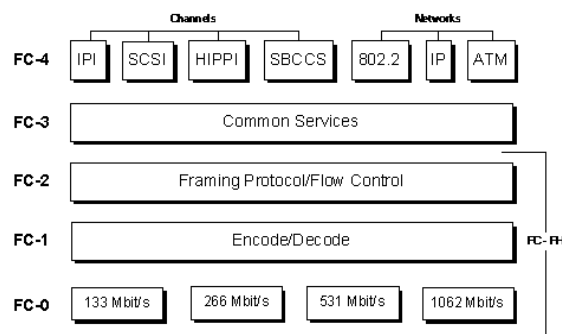 Channels Networks
FC-4 IPI SCSI HIPPI SBCCS 802.2 IP ATM
FC-3 Common Services
FC-2 Framing Protocol/Flow Control
FC-1 Encode/Decode
FC-PH
FC-0 133 Mbit/s 266 Mbit/s 531 Mbit/s 1062 Mbit/s